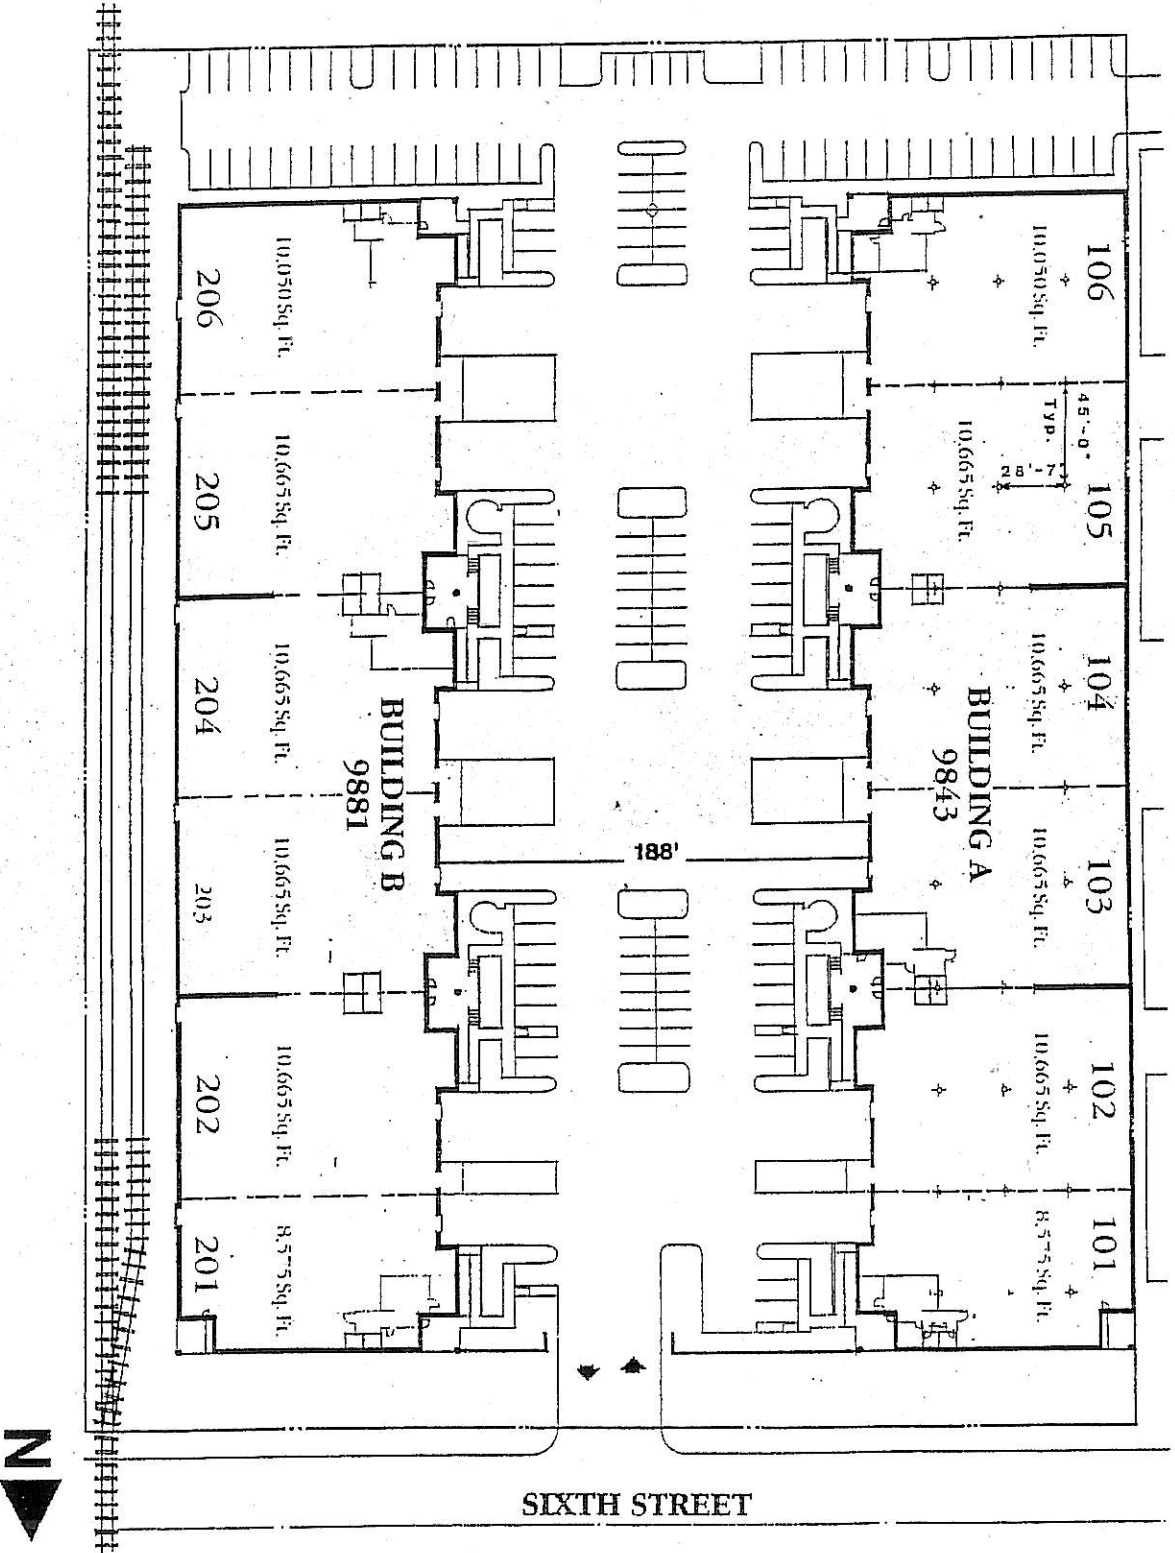 106
10,050 Sq. Ft.
45'-0"
TYP.
28'-7"
105
10,665 Sq. Ft.
104
10,665 Sq. Ft.
BUILDING A
9843
103
10,665 Sq. Ft.
102
10,665 Sq. Ft.
101
8,575 Sq. Ft.
188'
206
10,050 Sq. Ft.
205
10,665 Sq. Ft.
204
10,665 Sq. Ft.
BUILDING B
9881
203
10,665 Sq. Ft.
202
10,665 Sq. Ft.
201
8,575 Sq. Ft.
N
SIXTH STREET